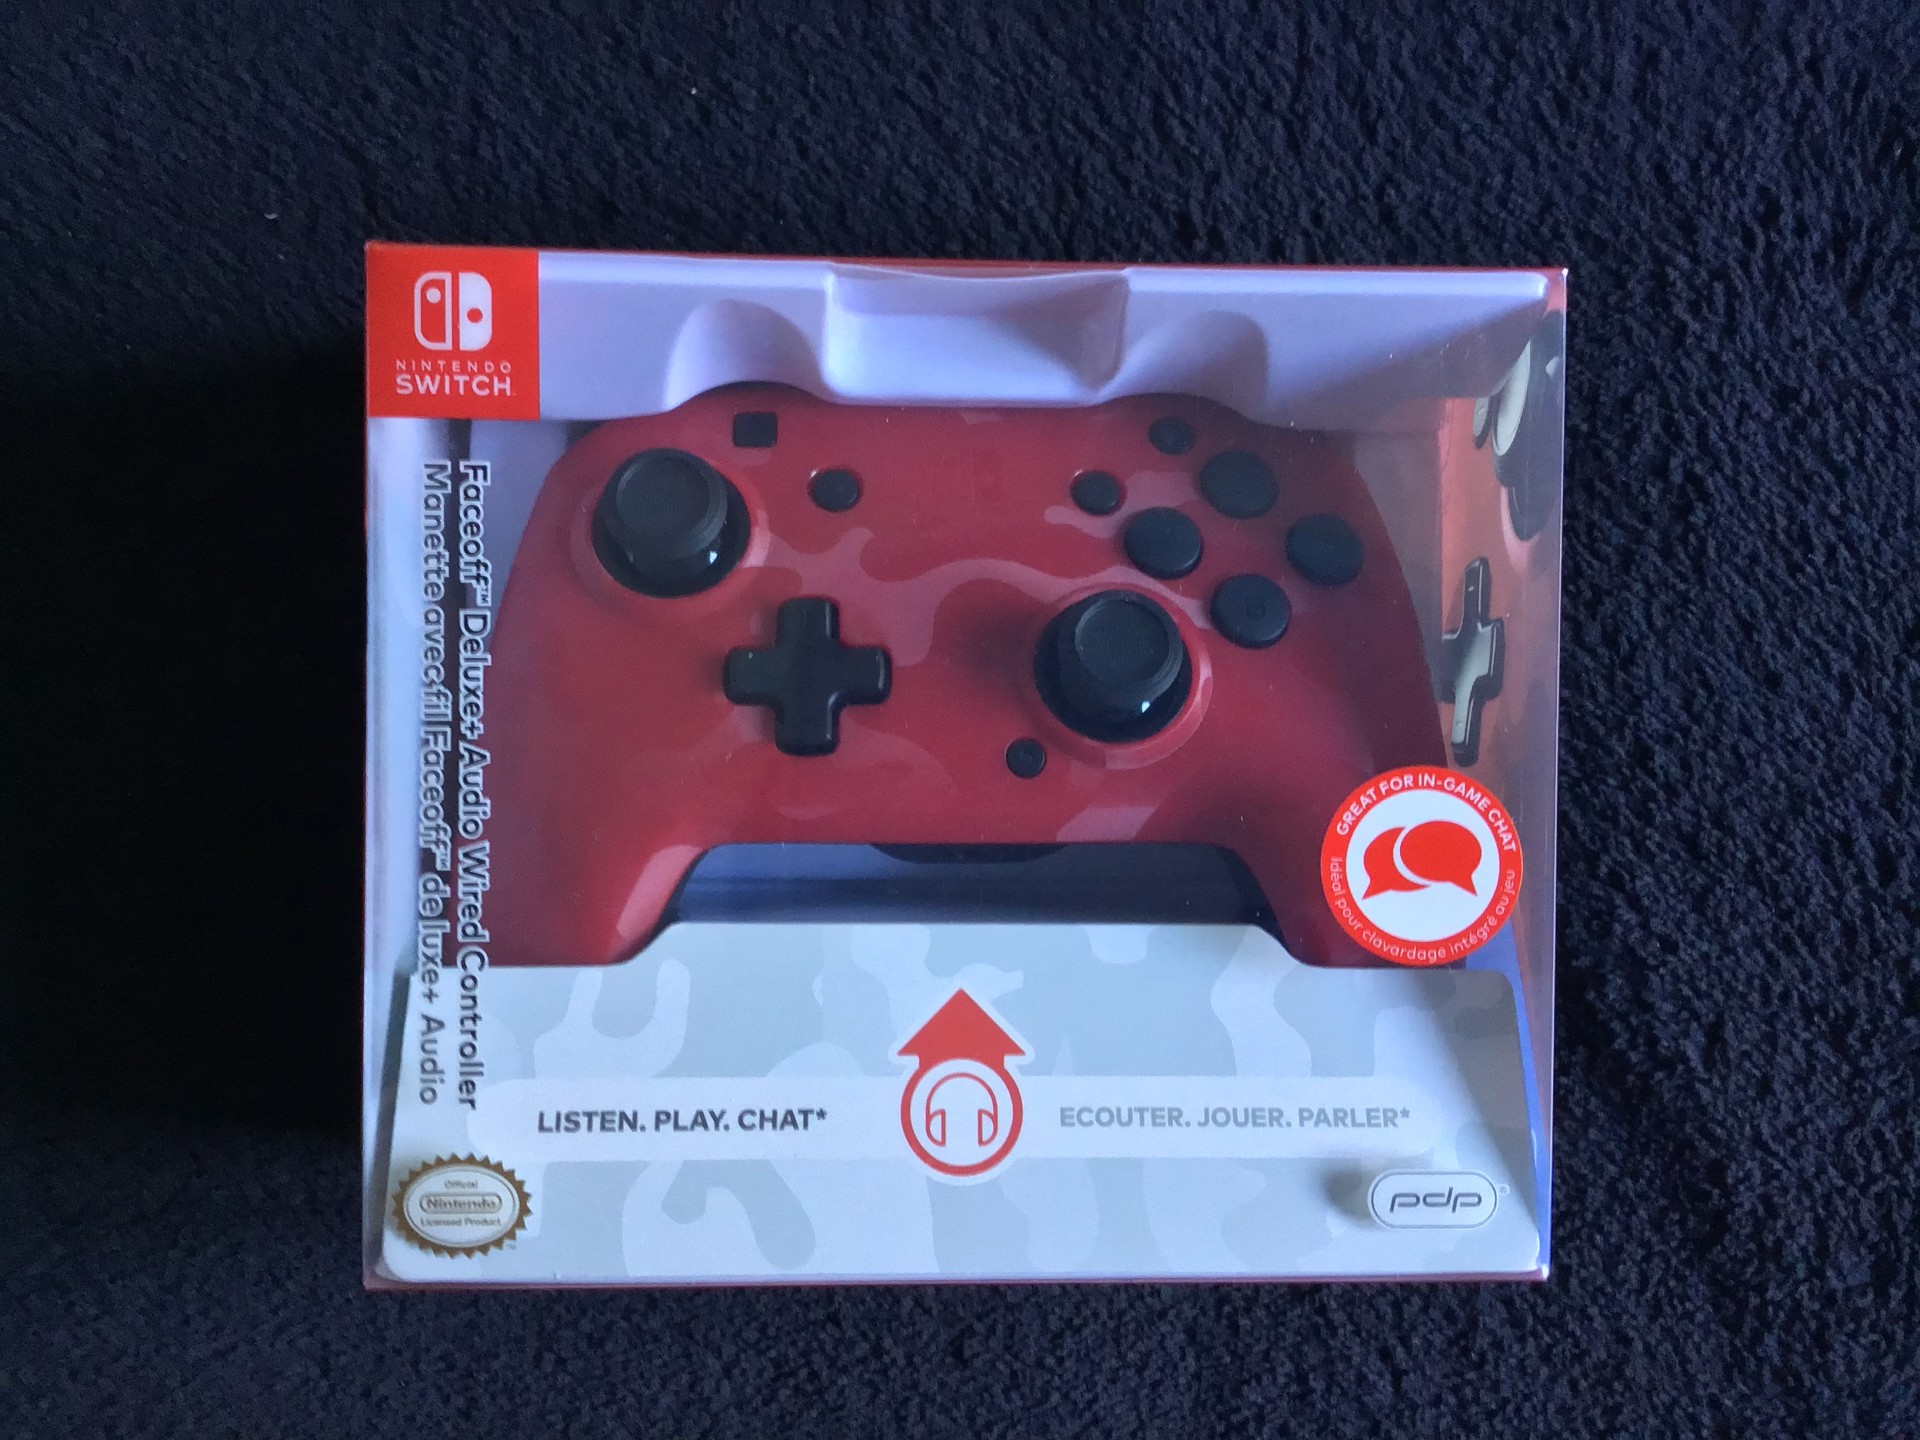 NINTENDO
SWITCH
Faceoff™ Deluxe+ Audio Wired Controller
Manette avec fil Faceoff™ de luxe+ Audio
GREAT FOR IN-GAME CHAT
Idéal pour clavardage intégré au jeu
LISTEN. PLAY. CHAT*
ECOUTER. JOUER. PARLER*
Official
Nintendo
Licensed Product
pdp®